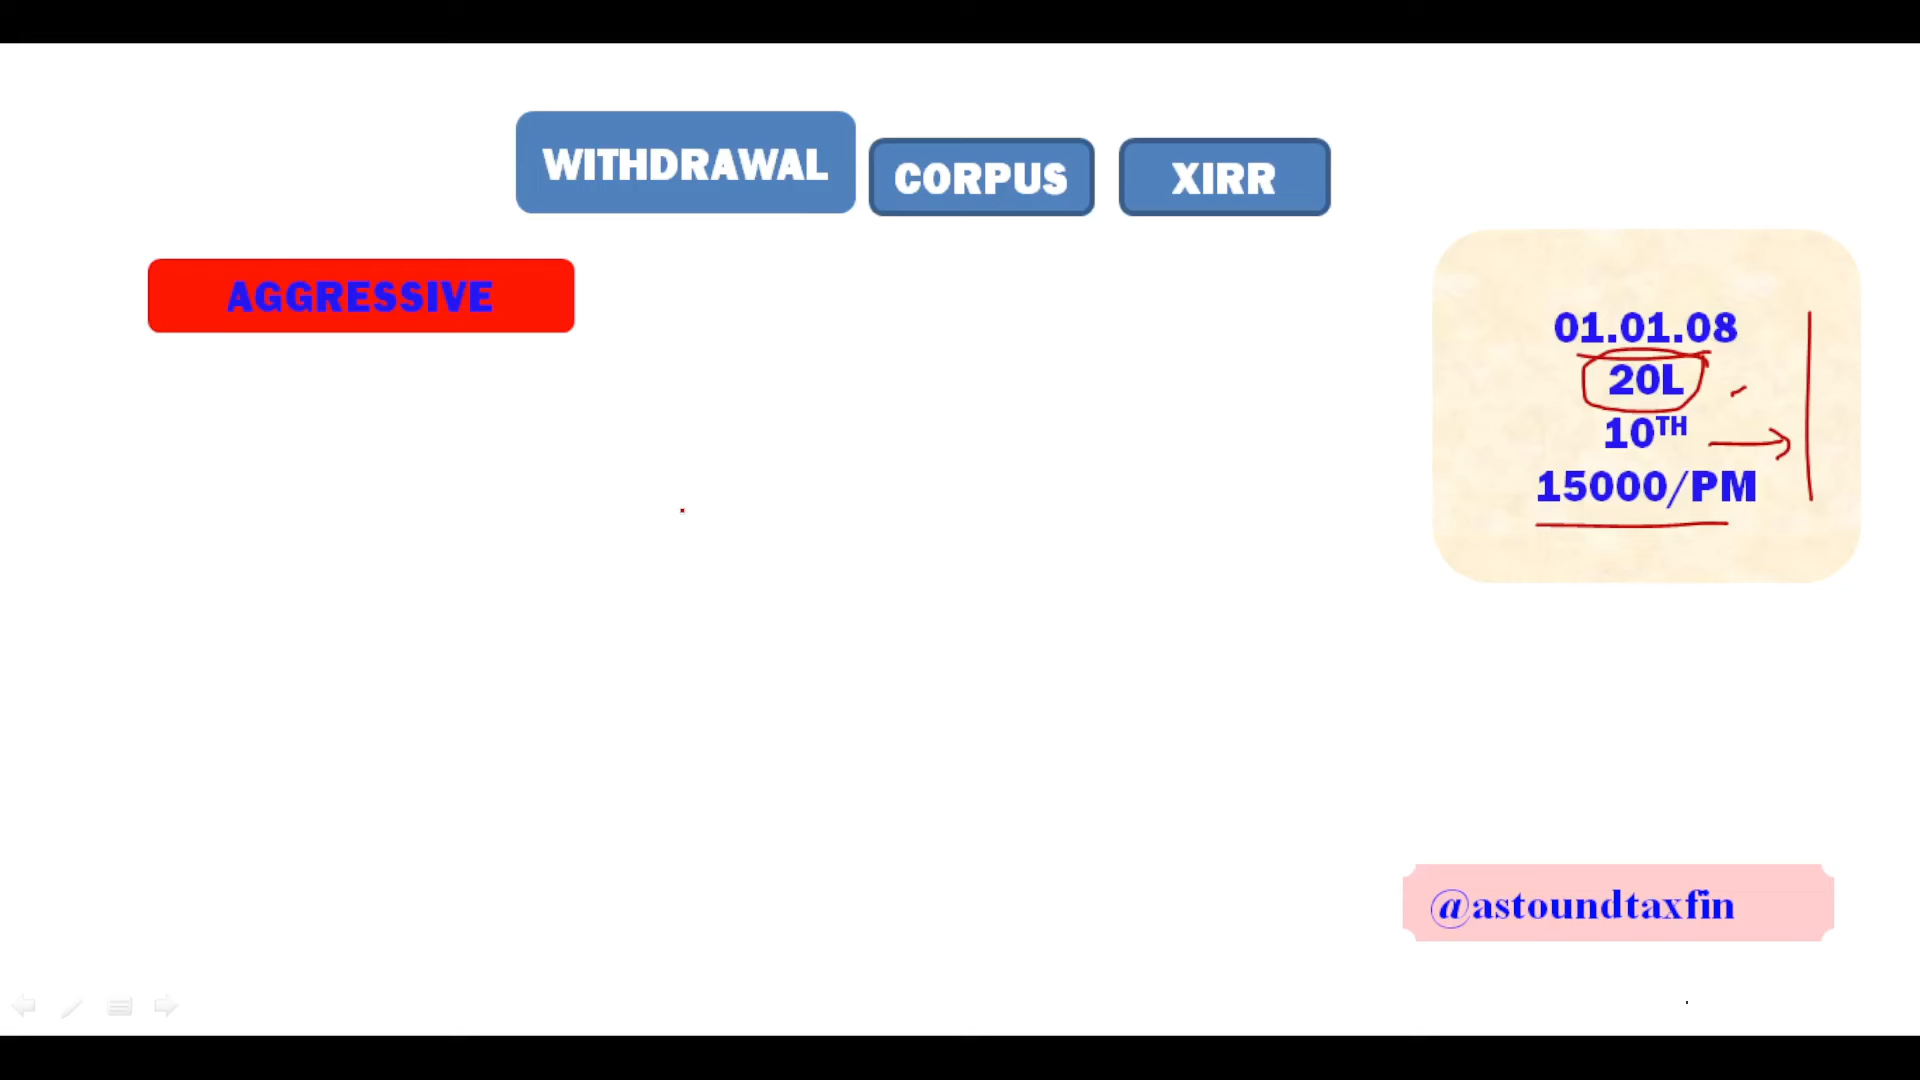 WITHDRAWAL
CORPUS
XIRR
AGGRESSIVE
01.01.08
20L
10TH
15000/PM
@astoundtaxfin